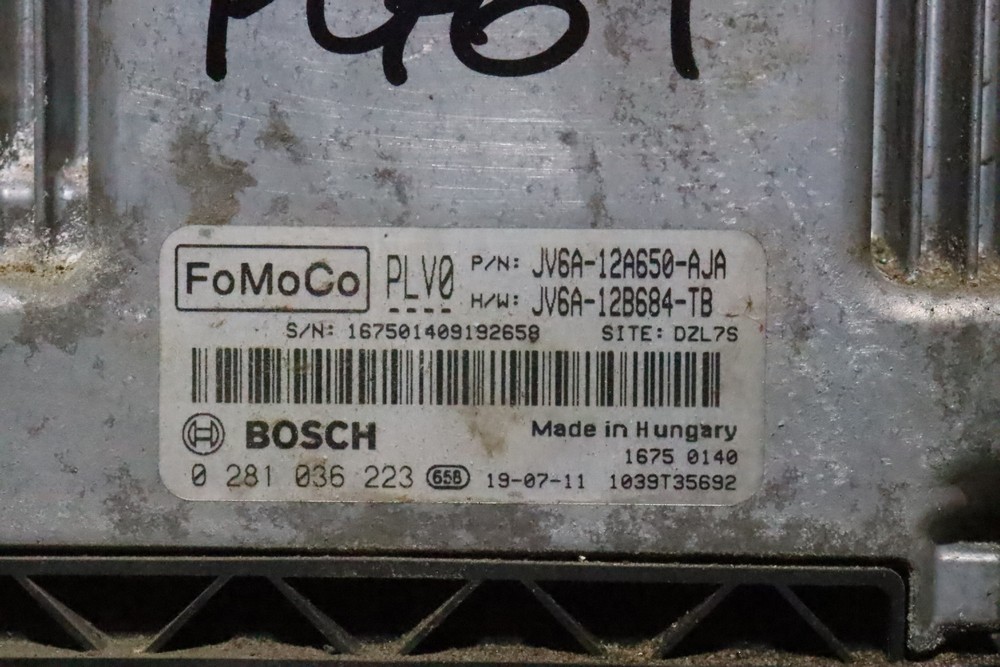 FoMoCo PLV0 P/N: JV6A-12A650-AJA
H/W: JV6A-12B684-TB
S/N: 167501409192658 SITE: DZL7S
BOSCH Made in Hungary
1675 0140
0 281 036 223 658 19-07-11 1039T35692